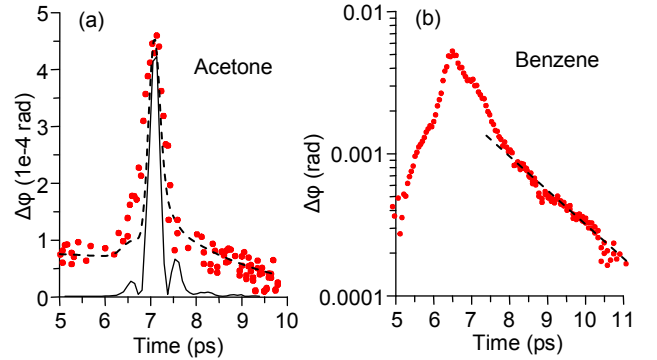 (a)
Acetone
Δφ (1e-4 rad)
5
4
3
2
1
0
5 6 7 8 9 10
Time (ps)
(b)
Benzene
Δφ (rad)
0.01
0.001
0.0001
5 6 7 8 9 10 11
Time (ps)